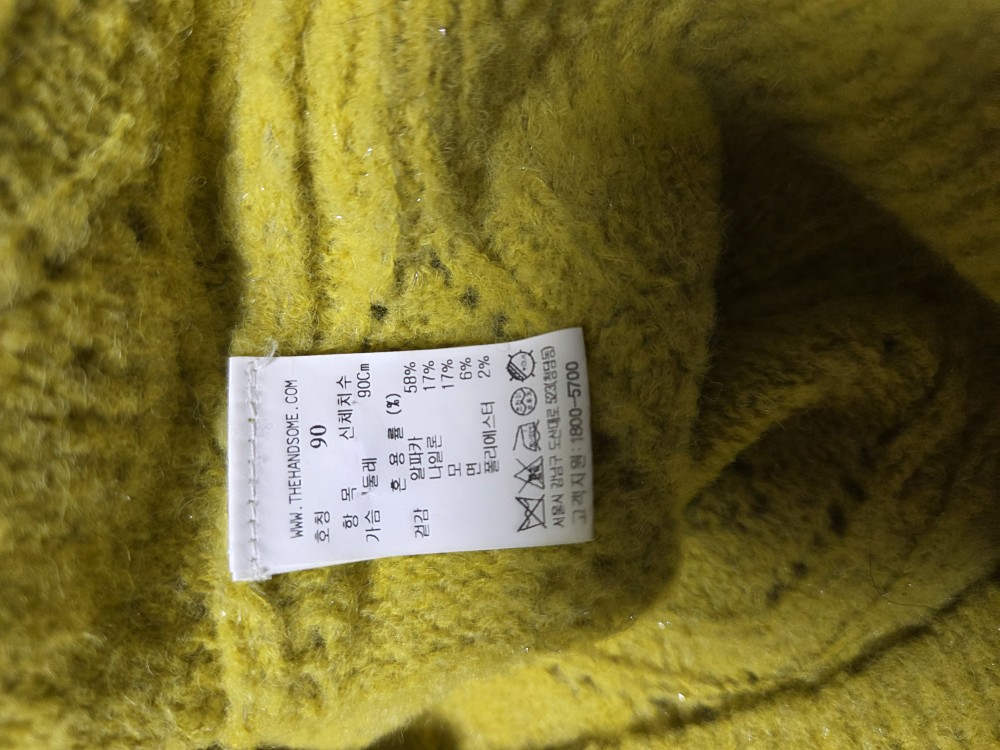 WWW.THEHANDSOME.COM
호칭 90
항 목 신체치수
가슴둘레 90Cm
혼 용 률 (%)
겉감 알파카 58%
나일론 17%
모 17%
면 6%
폴리에스터 2%
서울시 강남구 도산대로 523(청담동)
고객지원:1800-5700